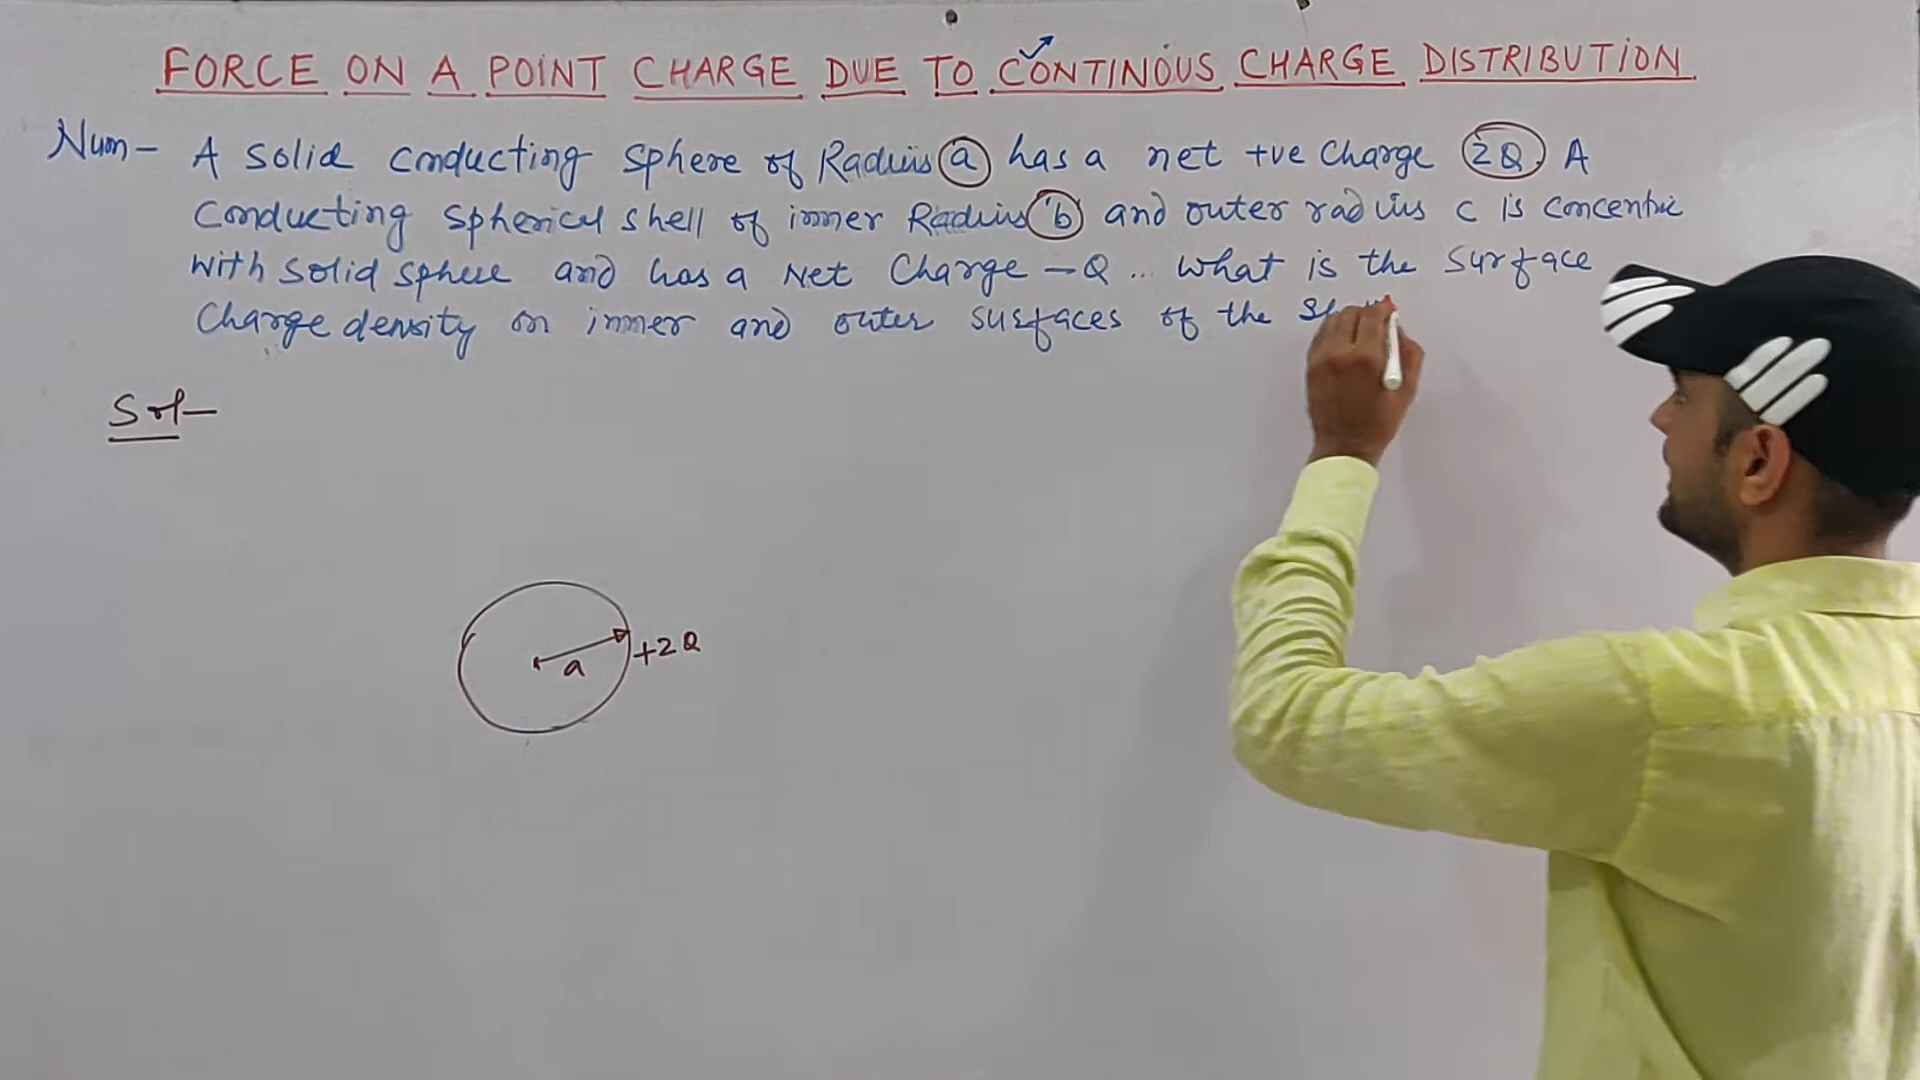 FORCE ON A POINT CHARGE DUE TO CONTINOUS CHARGE DISTRIBUTION
Num- A Solid Conducting Sphere of Radius a has a net +ve Charge 2Q. A
Conducting Spherical shell of inner Radius b and outer radius c is concentric
with solid sphere and has a Net Charge -Q .. What is the Surface
Charge density on inner and outer surfaces of the
Sol-
a +2Q